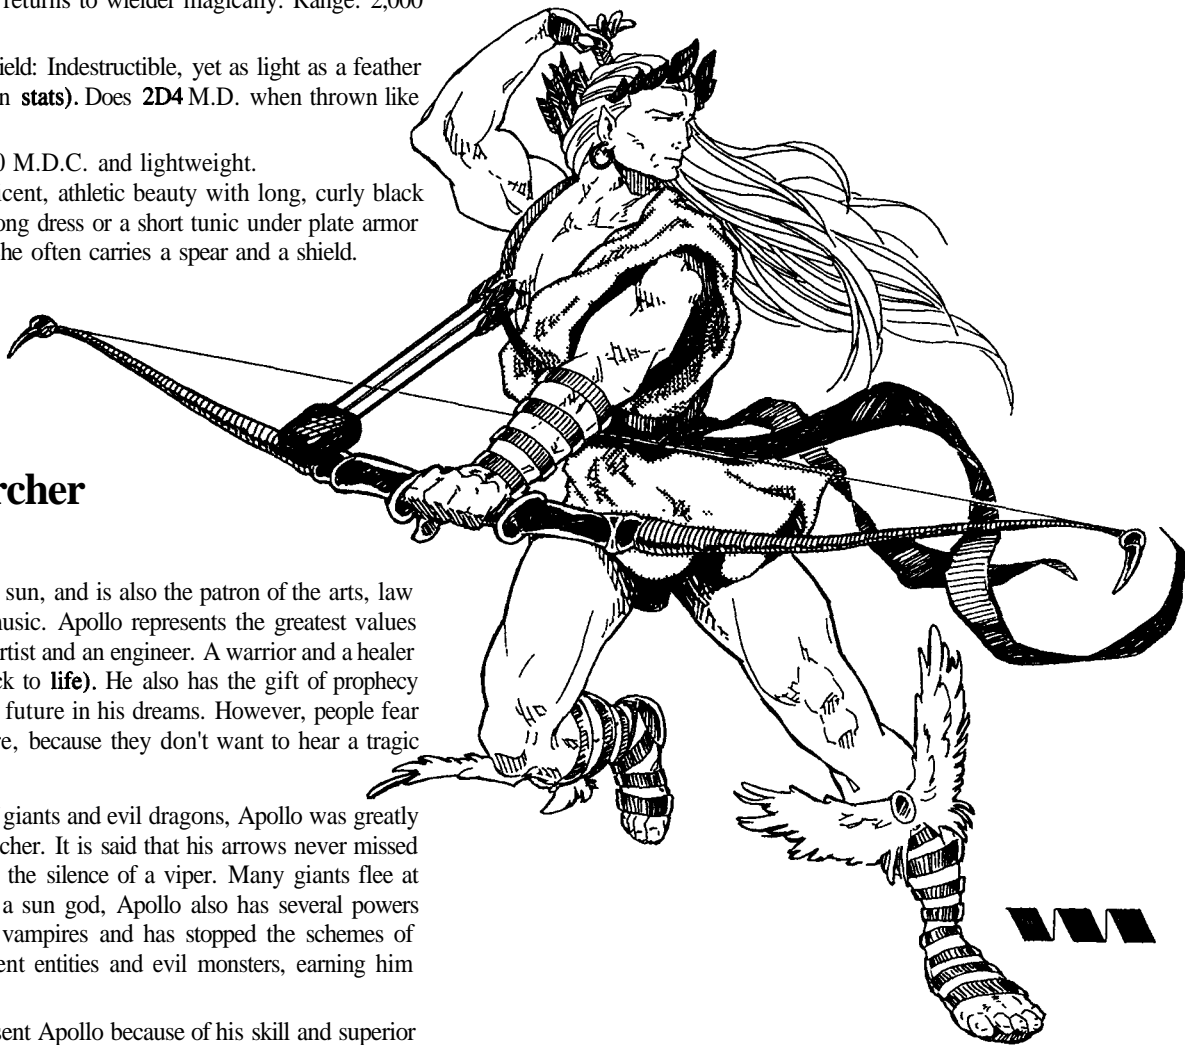 returns to wielder magically. Range: 2,000
ield: Indestructible, yet as light as a feather
n stats). Does 2D4 M.D. when thrown like
0 M.D.C. and lightweight.
icent, athletic beauty with long, curly black
ong dress or a short tunic under plate armor
he often carries a spear and a shield.
rcher
sun, and is also the patron of the arts, law
nusic. Apollo represents the greatest values
rtist and an engineer. A warrior and a healer
ck to life). He also has the gift of prophecy
future in his dreams. However, people fear
re, because they don't want to hear a tragic
giants and evil dragons, Apollo was greatly
cher. It is said that his arrows never missed
the silence of a viper. Many giants flee at
a sun god, Apollo also has several powers
vampires and has stopped the schemes of
ent entities and evil monsters, earning him
sent Apollo because of his skill and superior